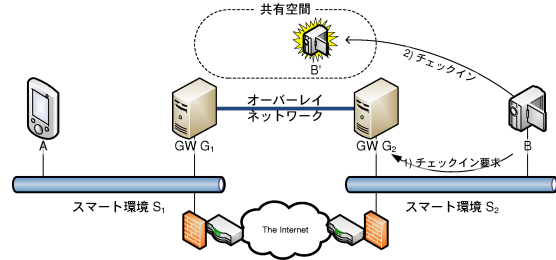 共有空間
B'
2) チェックイン
オーバーレイ
ネットワーク
A
GW G1
GW G2
B
1) チェックイン要求
スマート環境 S1
スマート環境 S2
The Internet